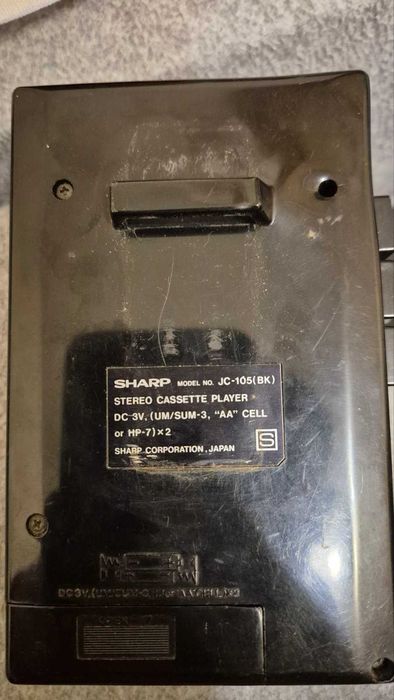 SHARP MODEL NO. JC-105(BK)
STEREO CASSETTE PLAYER
DC 3V, (UM/SUM-3, "AA" CELL
or HP-7)×2
SHARP CORPORATION, JAPAN
S